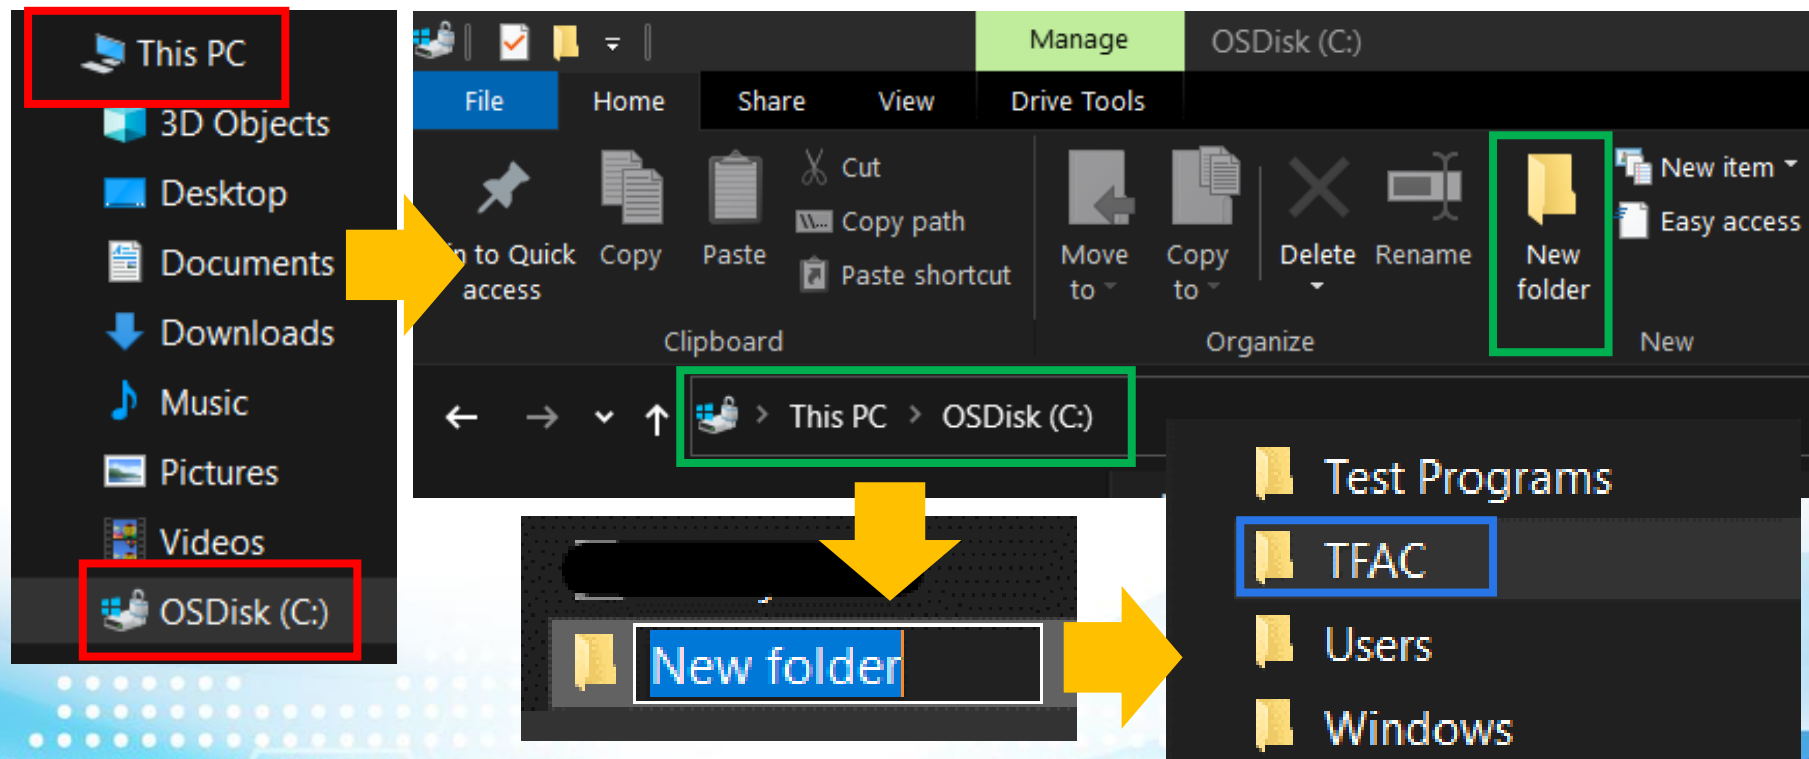 This PC
3D Objects
Desktop
Documents
Downloads
Music
Pictures
Videos
OSDisk (C:)
Manage
OSDisk (C:)
File
Home
Share
View
Drive Tools
to Quick
access
Copy
Paste
Cut
Copy path
Paste shortcut
Clipboard
Move
to
Copy
to
Delete
Rename
Organize
New
folder
New item
Easy access
New
This PC > OSDisk (C:)
New folder
Test Programs
TFAC
Users
Windows